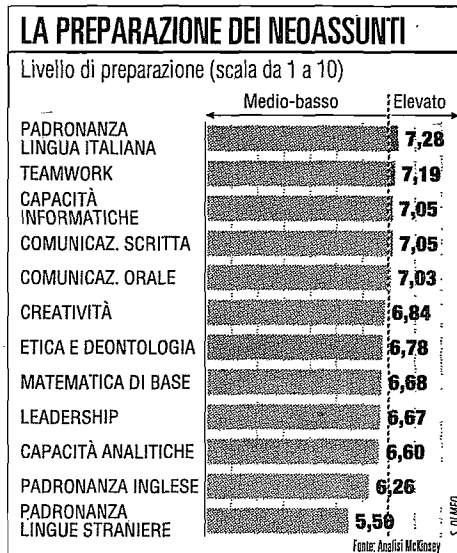 LA PREPARAZIONE DEI NEOASSUNTI
Livello di preparazione (scala da 1 a 10)
Medio-basso Elevato
PADRONANZA
LINGUA ITALIANA 7,28
TEAMWORK 7,19
CAPACITÀ
INFORMATICHE 7,05
COMUNICAZ. SCRITTA 7,05
COMUNICAZ. ORALE 7,03
CREATIVITÀ 6,84
ETICA E DEONTOLOGIA 6,78
MATEMATICA DI BASE 6,68
LEADERSHIP 6,67
CAPACITÀ ANALITICHE 6,60
PADRONANZA INGLESE 6,26
PADRONANZA
LINGUE STRANIERE 5,50
Fonte: Analisi McKinsey